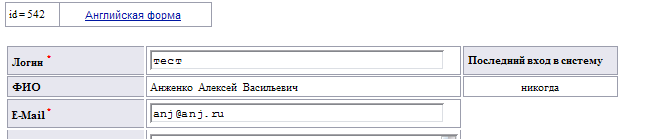 id = 542 Английская форма
Логин * тест Последний вход в систему
ФИО Анженко Алексей Васильевич никогда
E-Mail * anj@anj.ru